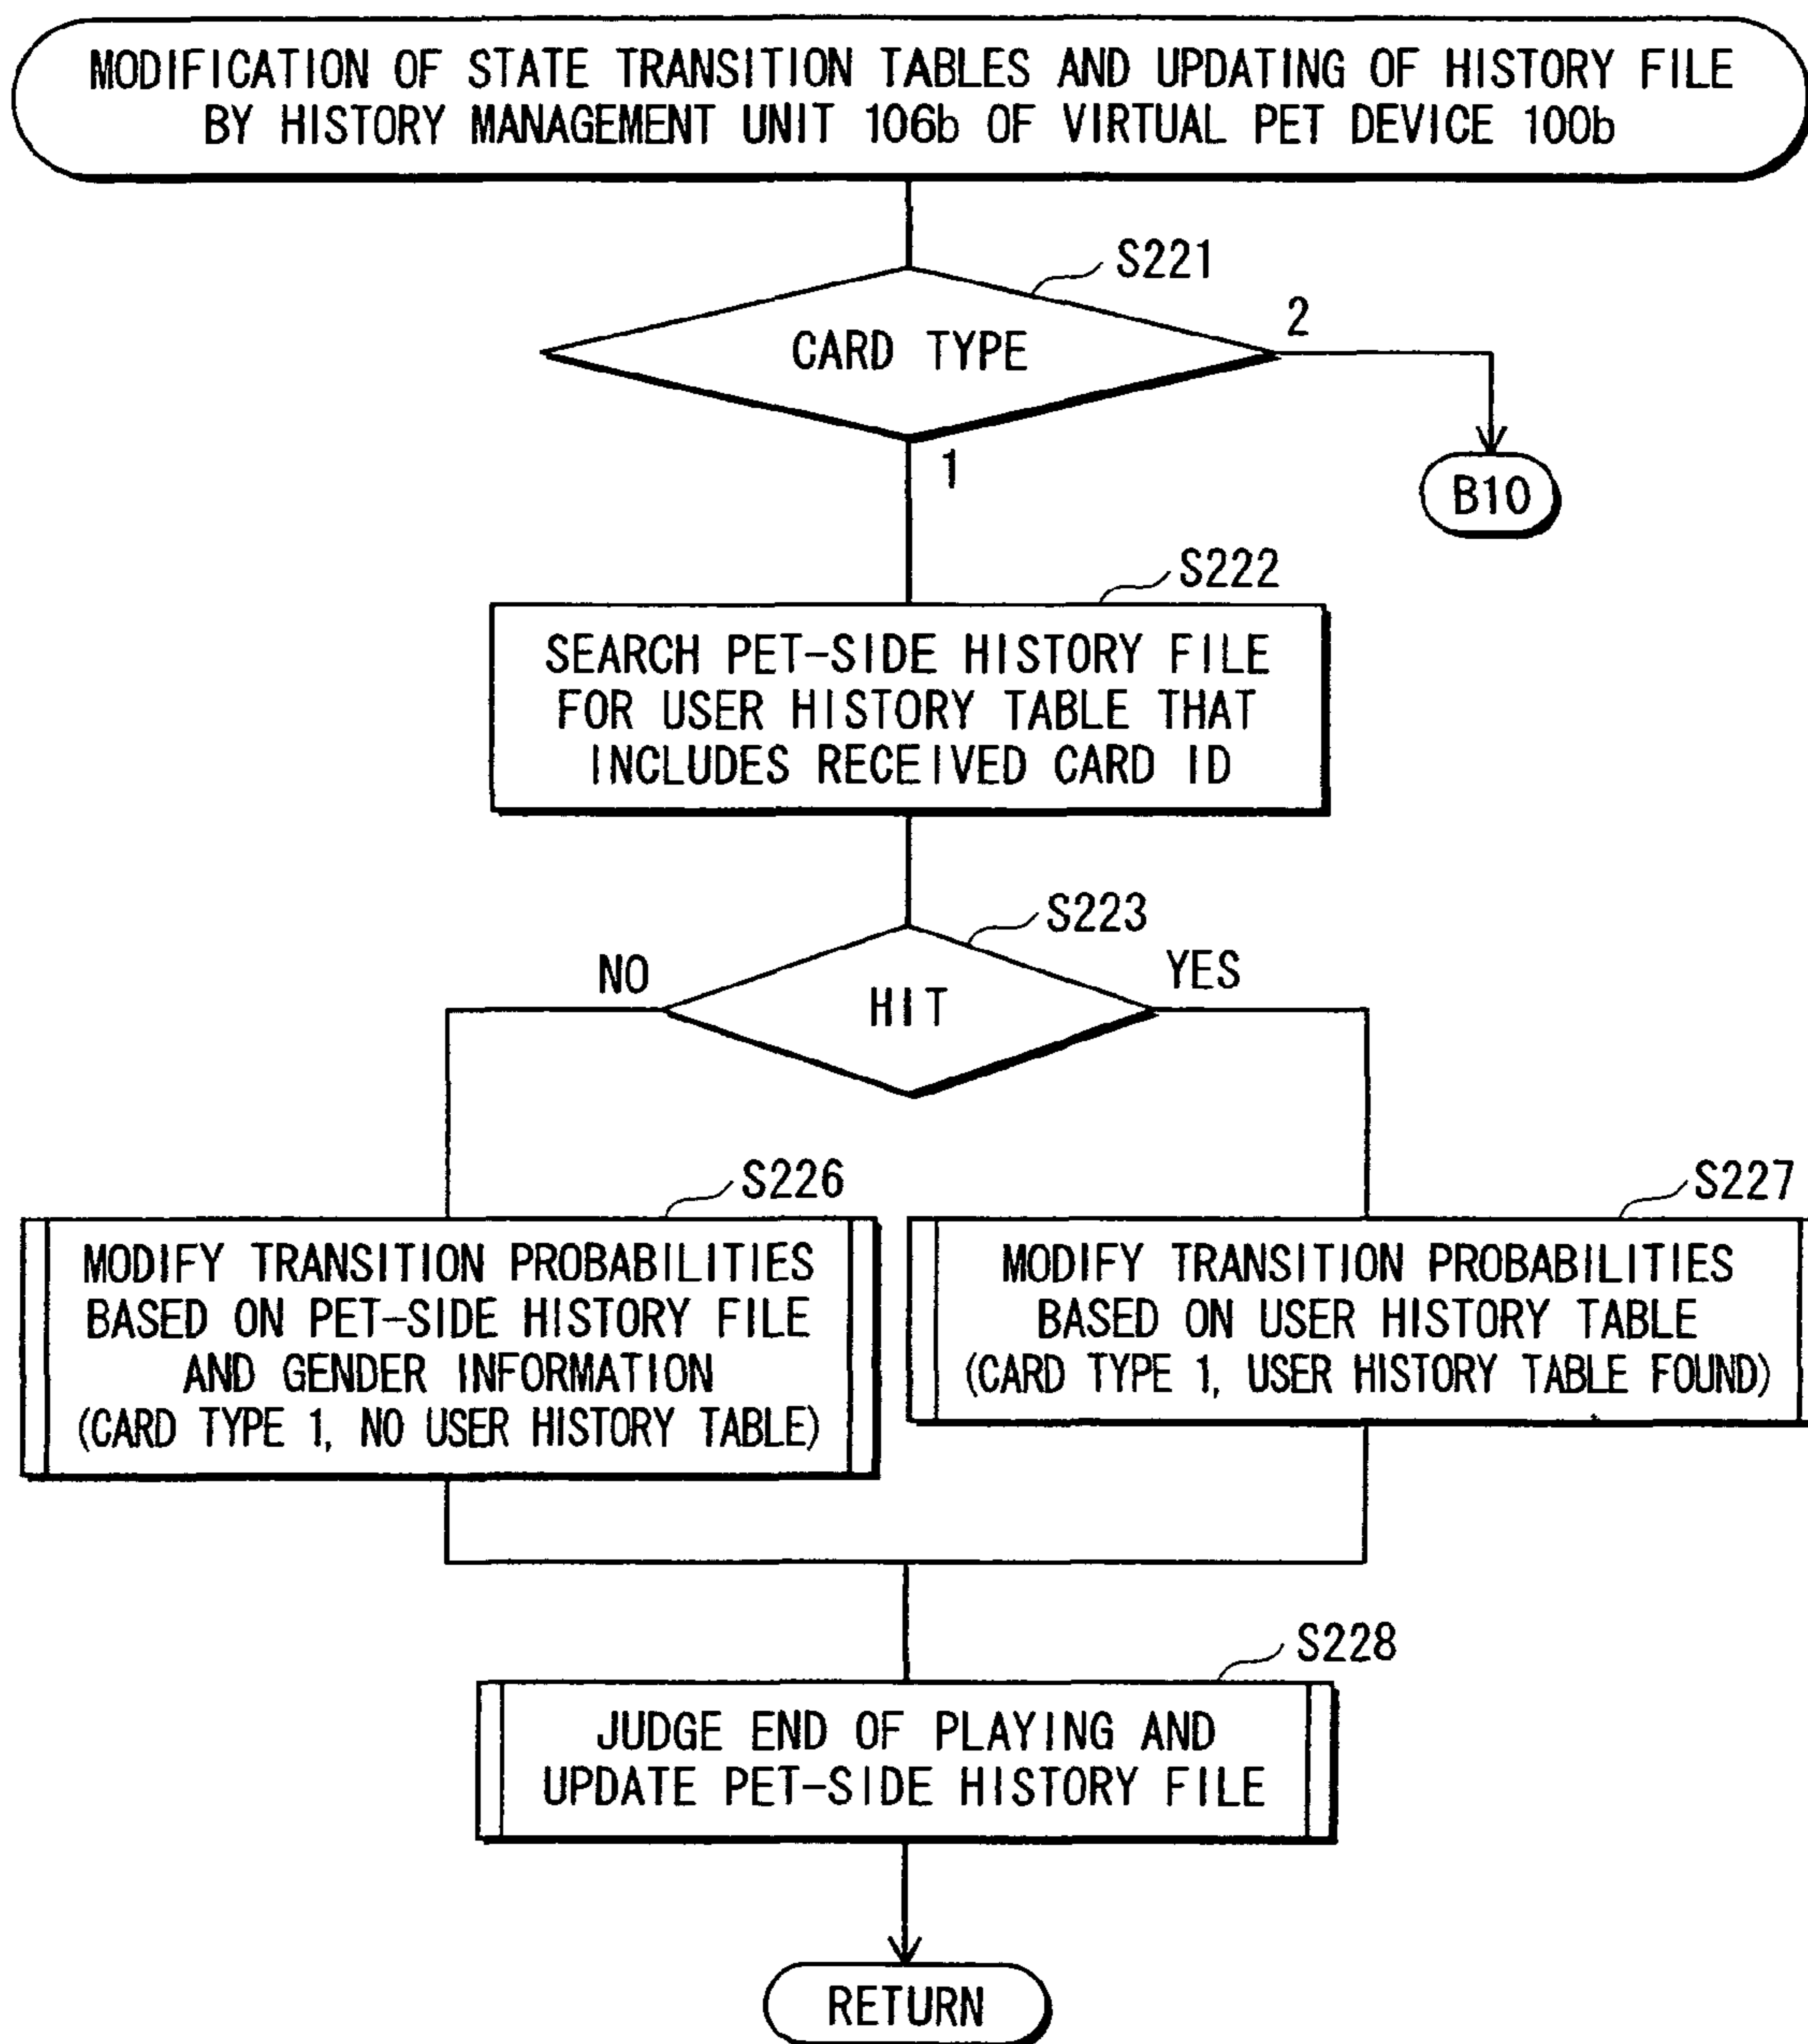 MODIFICATION OF STATE TRANSITION TABLES AND UPDATING OF HISTORY FILE
BY HISTORY MANAGEMENT UNIT 106b OF VIRTUAL PET DEVICE 100b
S221
CARD TYPE
2
1
B10
S222
SEARCH PET-SIDE HISTORY FILE
FOR USER HISTORY TABLE THAT
INCLUDES RECEIVED CARD ID
S223
NO
HIT
YES
S226
MODIFY TRANSITION PROBABILITIES
BASED ON PET-SIDE HISTORY FILE
AND GENDER INFORMATION
(CARD TYPE 1, NO USER HISTORY TABLE)
S227
MODIFY TRANSITION PROBABILITIES
BASED ON USER HISTORY TABLE
(CARD TYPE 1, USER HISTORY TABLE FOUND)
S228
JUDGE END OF PLAYING AND
UPDATE PET-SIDE HISTORY FILE
RETURN